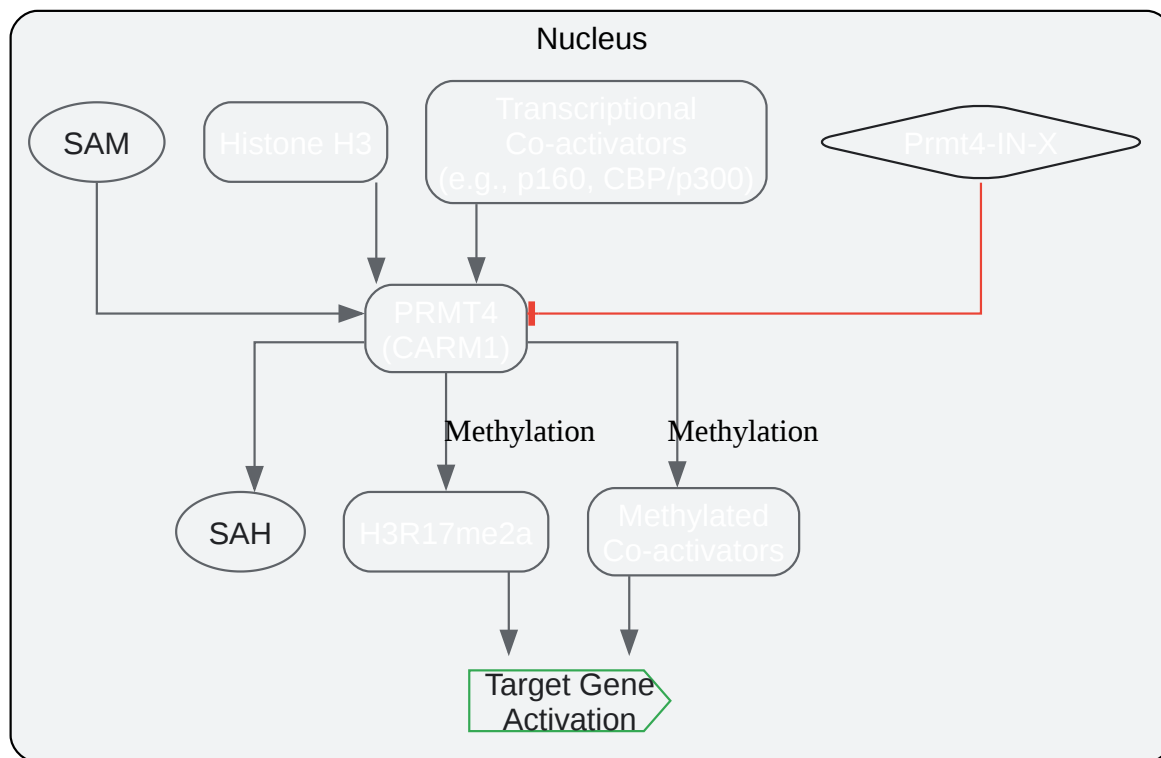 Nucleus
SAM
Histone H3
Transcriptional
Co-activators
(e.g., p160, CBP/p300)
Prmt4-IN-X
PRMT4
(CARM1)
Methylation
Methylation
SAH
H3R17me2a
Methylated
Co-activators
Target Gene
Activation